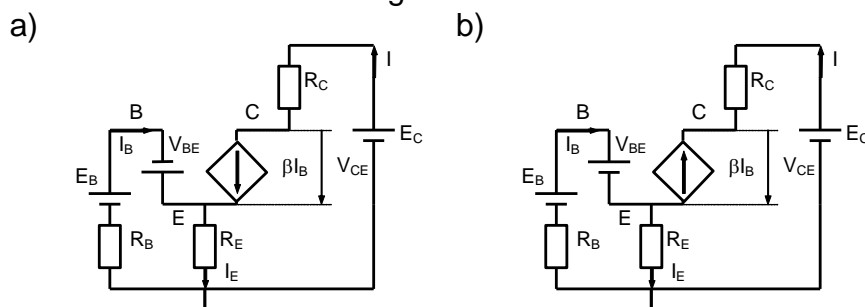 a)
b)
I
R_C
B
C
E_C
I_B
V_BE
βI_B
V_CE
E_B
E
R_B
R_E
I_E
I
R_C
B
C
E_C
I_B
V_BE
βI_B
V_CE
E_B
E
R_B
R_E
I_E